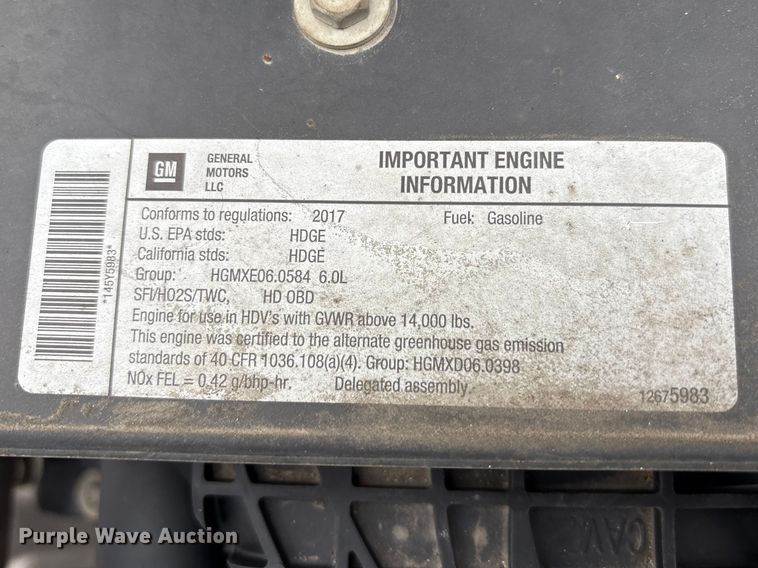 GM
GENERAL MOTORS LLC
IMPORTANT ENGINE INFORMATION
Conforms to regulations: 2017 Fuel: Gasoline
U.S. EPA stds: HDGE
California stds: HDGE
Group: HGMXE06.0584 6.0L
SFI/HO2S/TWC, HD OBD
Engine for use in HDV's with GVWR above 14,000 lbs.
This engine was certified to the alternate greenhouse gas emission
standards of 40 CFR 1036.108(a)(4). Group: HGMXD06.0398
NOx FEL = 0.42 g/bhp-hr. Delegated assembly.
12675983
*145Y5983*
CAV
Purple Wave Auction